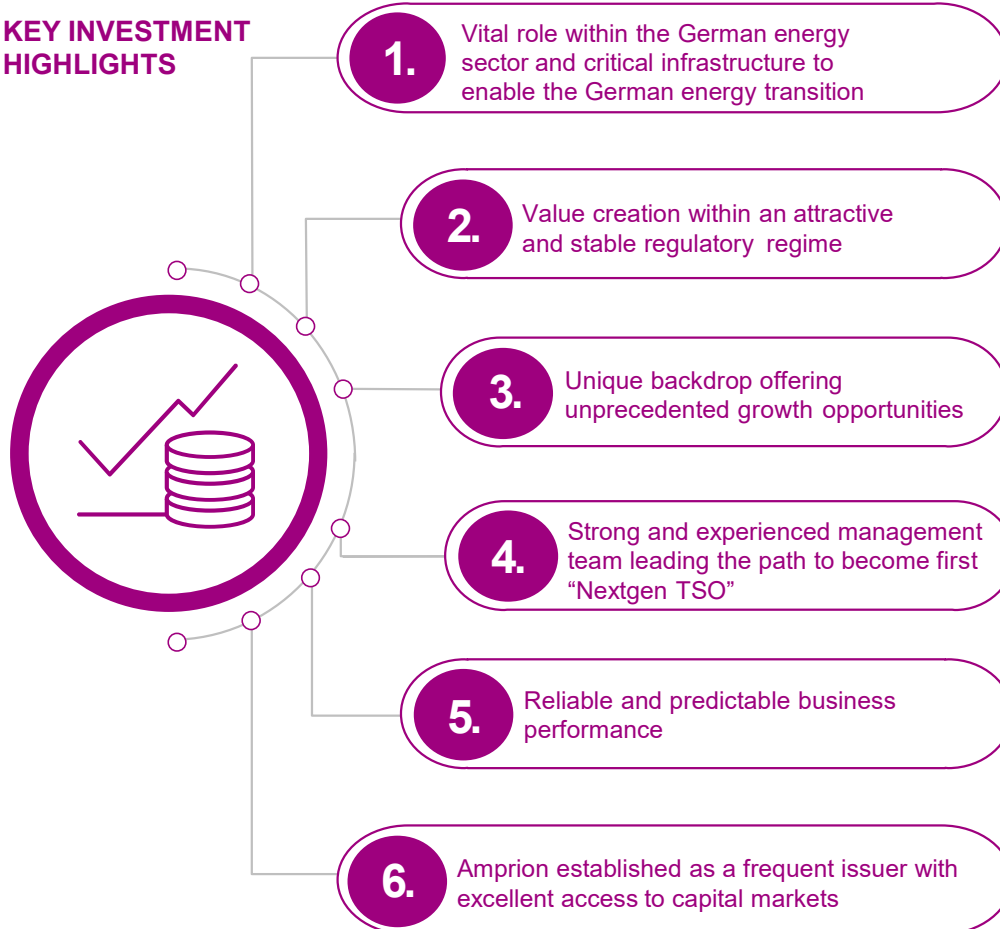 KEY INVESTMENT
HIGHLIGHTS
1.
Vital role within the German energy
sector and critical infrastructure to
enable the German energy transition
2.
Value creation within an attractive
and stable regulatory regime
3.
Unique backdrop offering
unprecedented growth opportunities
4.
Strong and experienced management
team leading the path to become first
“Nextgen TSO”
5.
Reliable and predictable business
performance
6.
Amprion established as a frequent issuer with
excellent access to capital markets